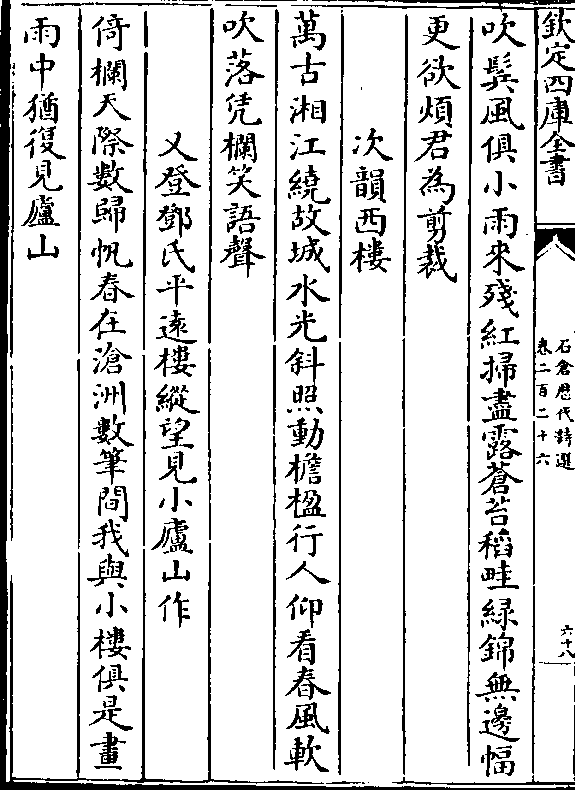 欽定四庫全書
石倉歴代詩選
卷二百二十六
六十八
吹鬂風俱小雨來殘紅掃盡露蒼苔稻畦綠錦無邊幅
更欲煩君為剪裁
次韻西樓
萬古湘江繞故城水光斜照動檐楹行人仰看春風軟
吹落凭欄笑語聲
又登鄧氏平遠樓縱望見小廬山作
倚欄天際數歸帆春在滄洲數筆間我與小樓俱是畫
雨中猶復見廬山